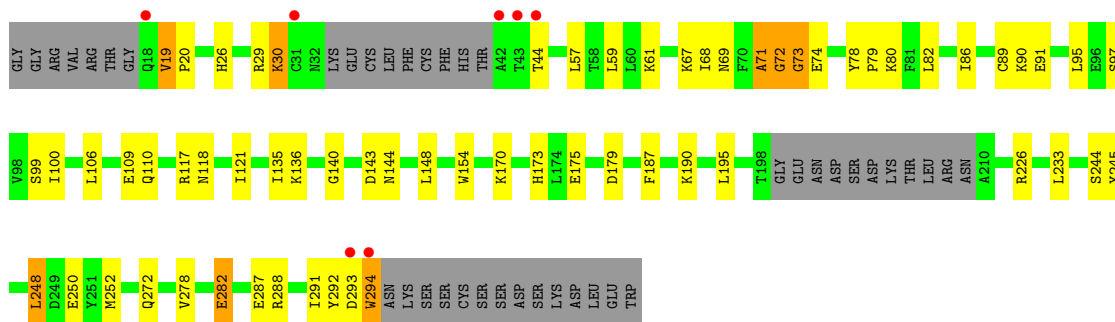 GLY GLY ARG VAL ARG THR GLY Q18 V19 P20 H26 R29 K30 C31 N32 LYS GLU CYS LEU PHE CYS PHE HIS THR A42 T43 T44 L57 T58 L59 L60 K61 K67 I68 N69 F70 A71 G72 G73 E74 Y78 P79 K80 F81 L82 I86 C89 K90 E91 L95 E96 S97
V98 S99 I100 L106 E109 Q110 R117 N118 I121 I135 K136 G140 D143 N144 L148 W154 K170 H173 L174 E175 D179 F187 K190 L195 T198 GLY GLU ASN ASP SER ASP LYS THR LEU ARG ASN A210 R226 L233 S244 Y245
L248 D249 E250 Y251 M252 Q272 V278 E282 E287 R288 I291 Y292 D293 W294 ASN LYS SER SER CYS SER SER ASP SER LYS ASP LEU GLU TRP